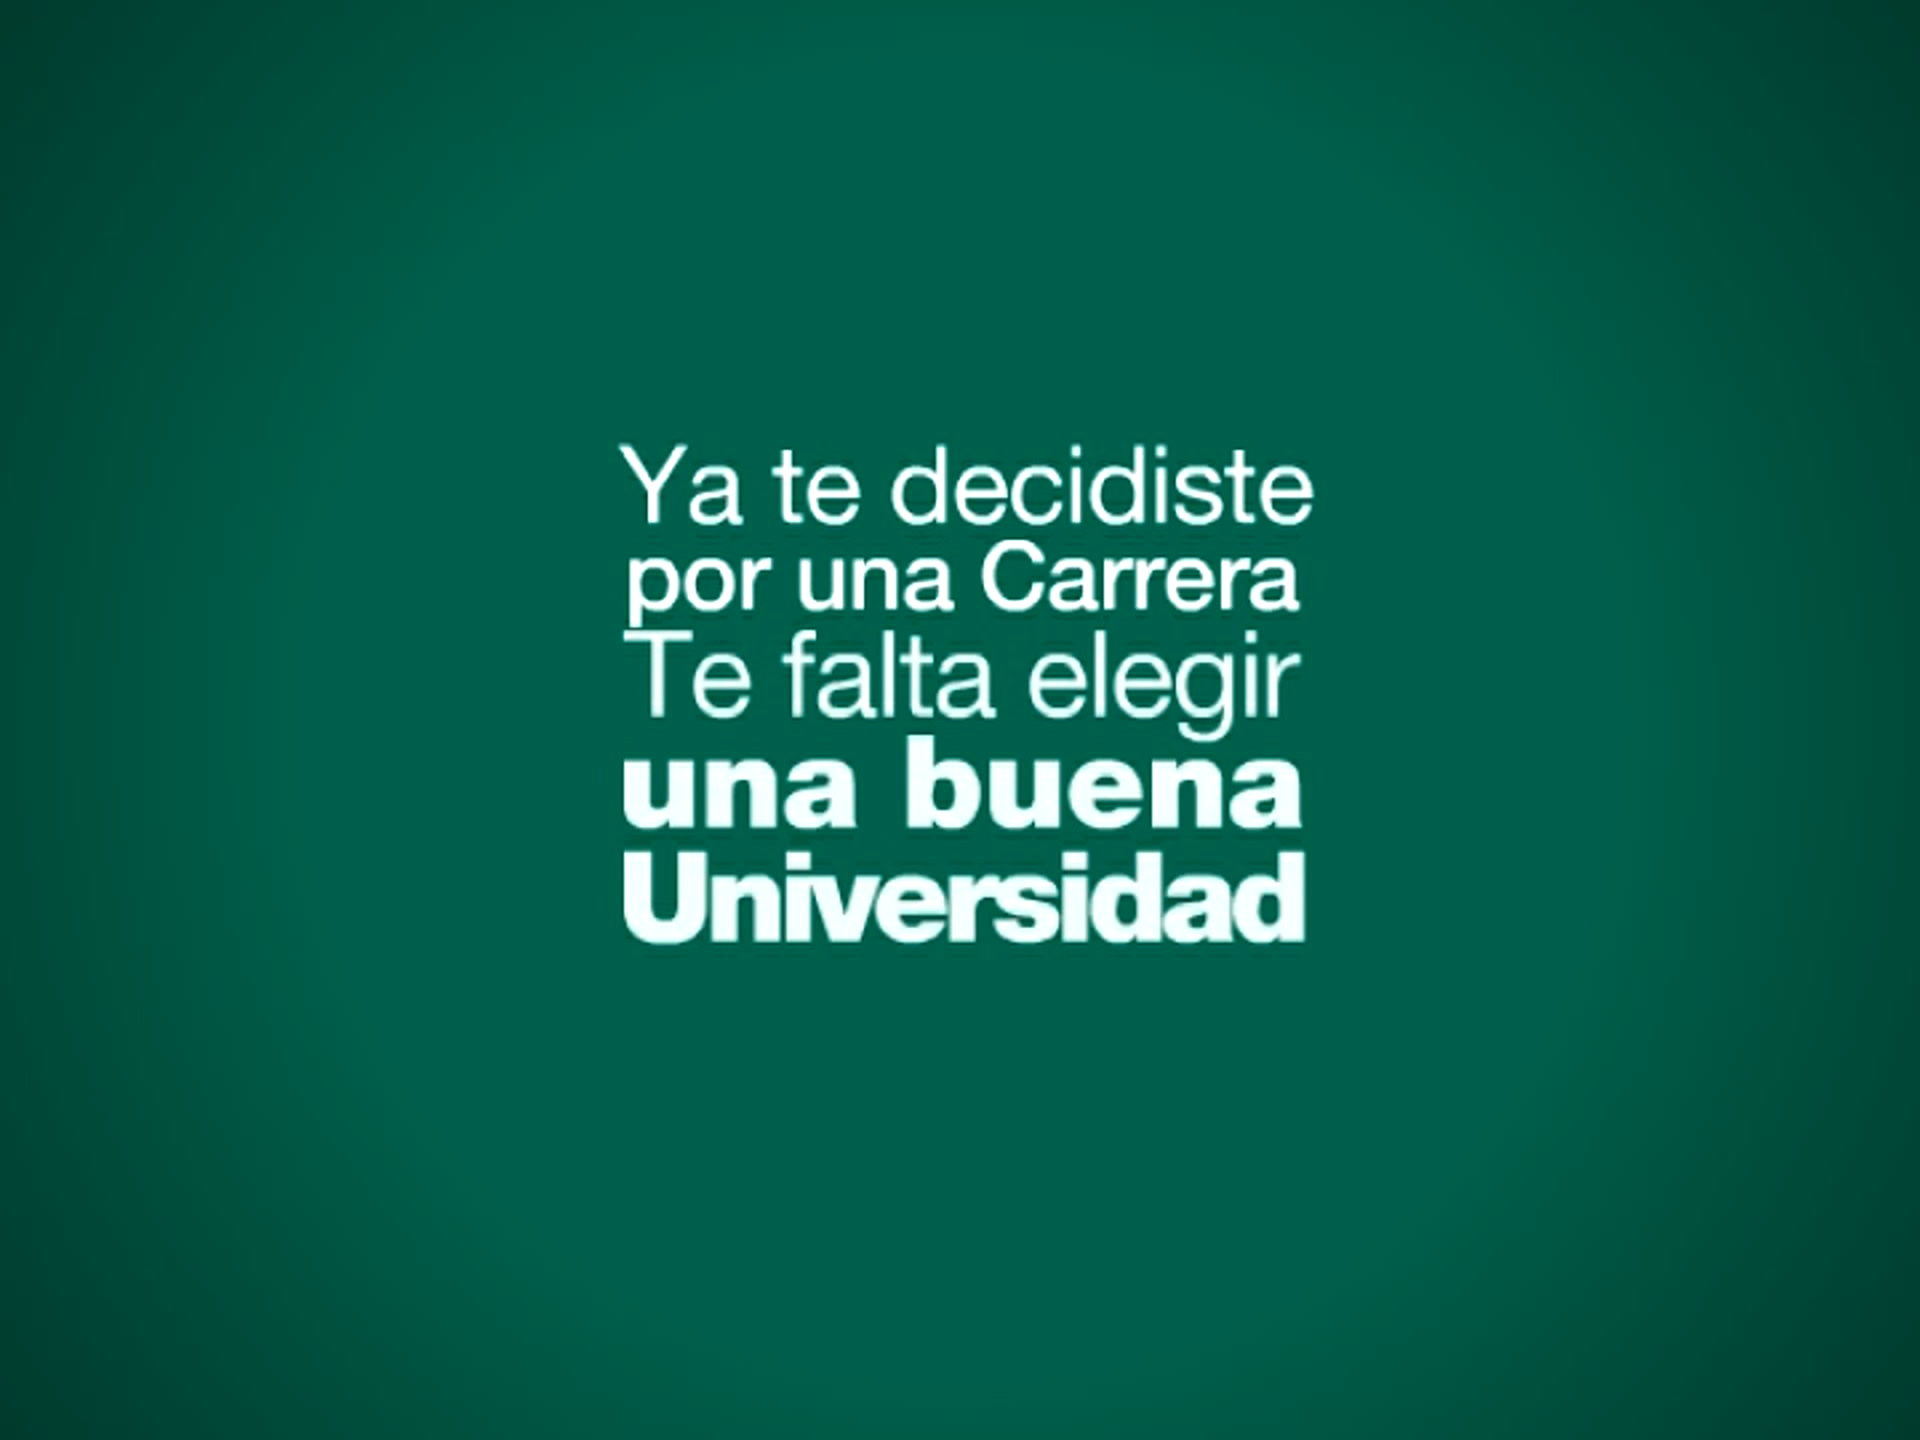 Ya te decidiste
por una Carrera
Te falta elegir
una buena
Universidad